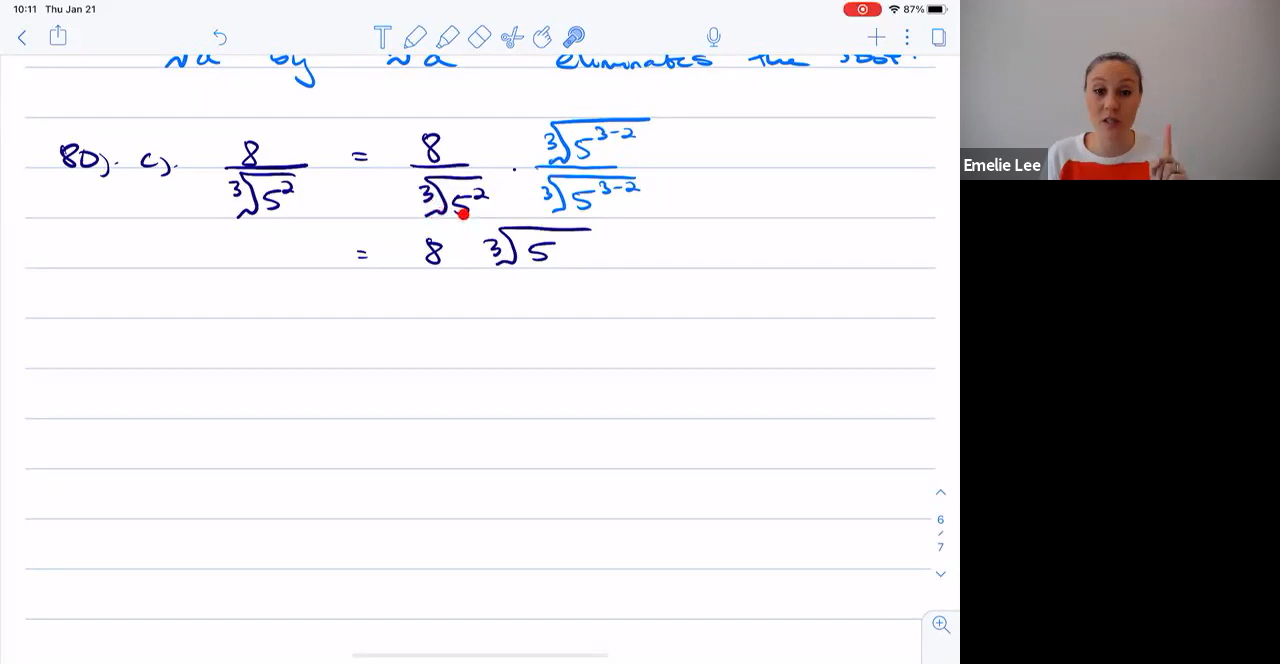 10:11 Thu Jan 21
87%
T
by eliminates the root.
80). c). 8/∛5² = 8/∛5² · ∛5³⁻²/∛5³⁻²
= 8 ∛5
Emelie Lee
6
/
7